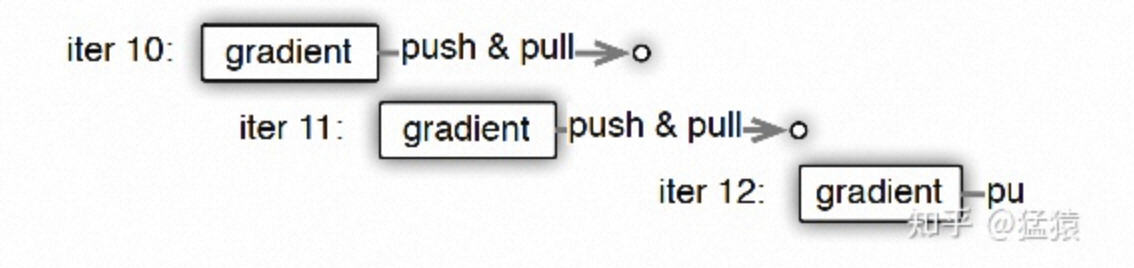 iter 10: gradient push & pull
iter 11: gradient push & pull
iter 12: gradient pu
知乎 @猛猿